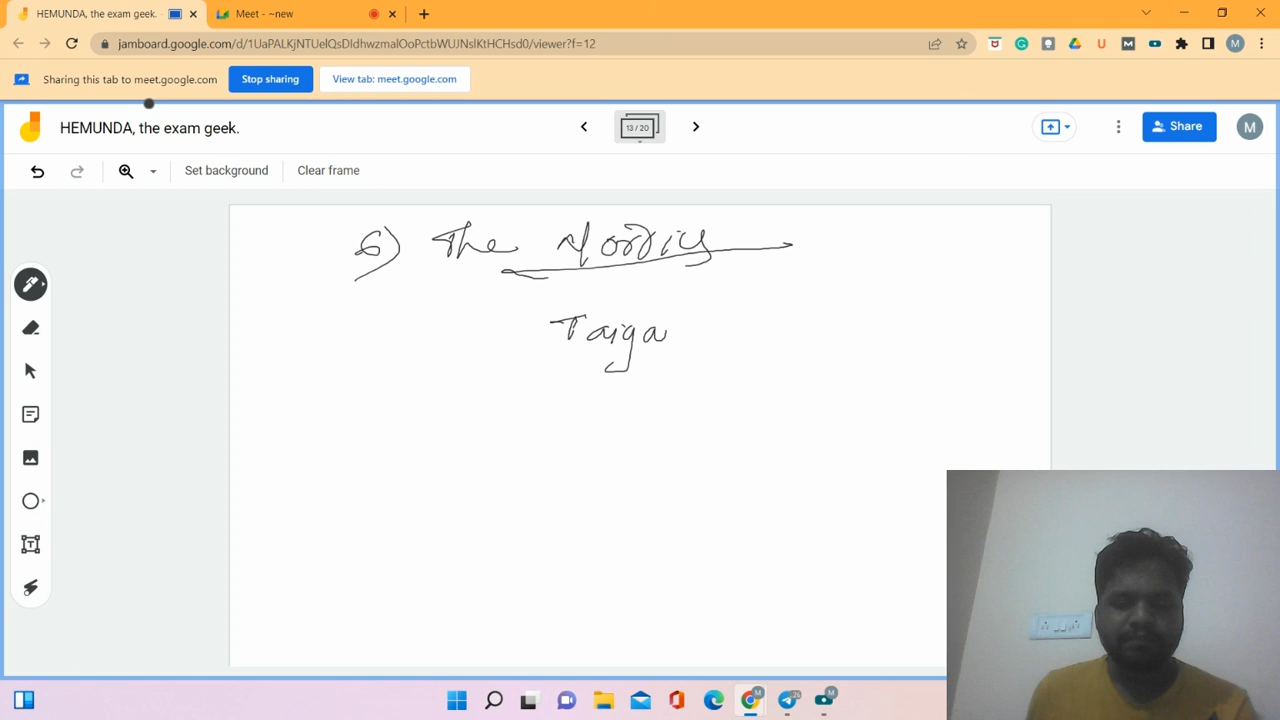 HEMUNDA, the exam geek.
Meet - ~new
jamboard.google.com/d/1UaPALKjNTUelQsDIdhwzmalOoPctbWUJNslKtHCHsd0/viewer?f=12
Sharing this tab to meet.google.com
Stop sharing
View tab: meet.google.com
HEMUNDA, the exam geek.
13 / 20
Share
M
Set background
Clear frame
6) The Nordics
Taiga